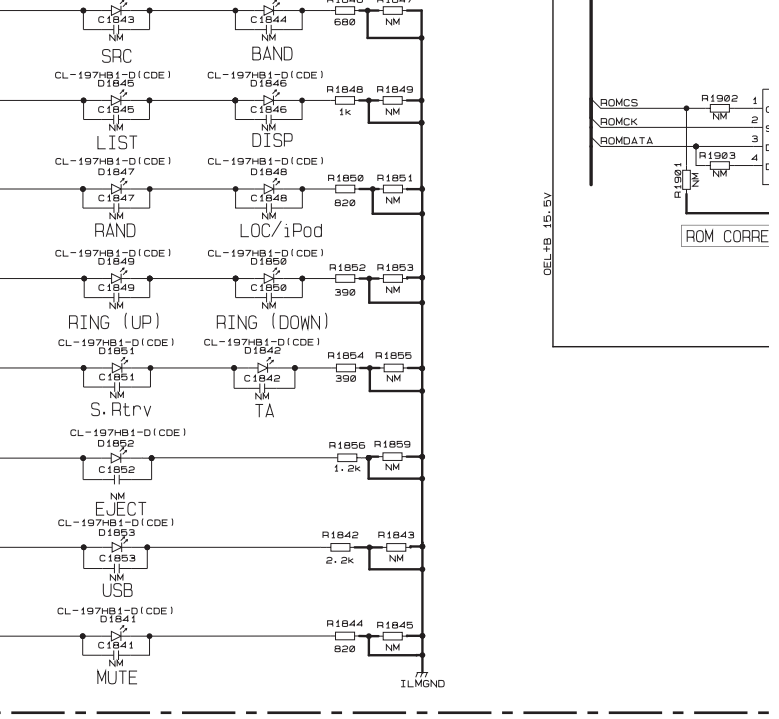 C1843 C1844 680 NM
NM NM
SRC BAND
CL-197HB1-D(CDE) CL-197HB1-D(CDE)
D1845 D1846 R1848 R1849
C1845 C1846 1k NM
NM NM
LIST DISP
CL-197HB1-D(CDE) CL-197HB1-D(CDE)
D1847 D1848 R1850 R1851
C1847 C1848 820 NM
NM NM
RAND LOC/iPod
CL-197HB1-D(CDE) CL-197HB1-D(CDE)
D1849 D1850 R1852 R1853
C1849 C1850 390 NM
NM NM
RING (UP) RING (DOWN)
CL-197HB1-D(CDE) CL-197HB1-D(CDE)
D1851 D1842 R1854 R1855
C1851 C1842 390 NM
NM NM
S.Rtrv TA
CL-197HB1-D(CDE)
D1852 R1856 R1859
C1852 1.2k NM
NM
EJECT
CL-197HB1-D(CDE)
D1853 R1842 R1843
C1853 2.2k NM
NM
USB
CL-197HB1-D(CDE)
D1841 R1844 R1845
C1841 820 NM
NM
MUTE
ILMGND
OEL+B 15.5V
ROMCS R1902 1
NM
ROMCK 2
ROMDATA 3
R1903 4
NM
R1901
NM
ROM CORRE